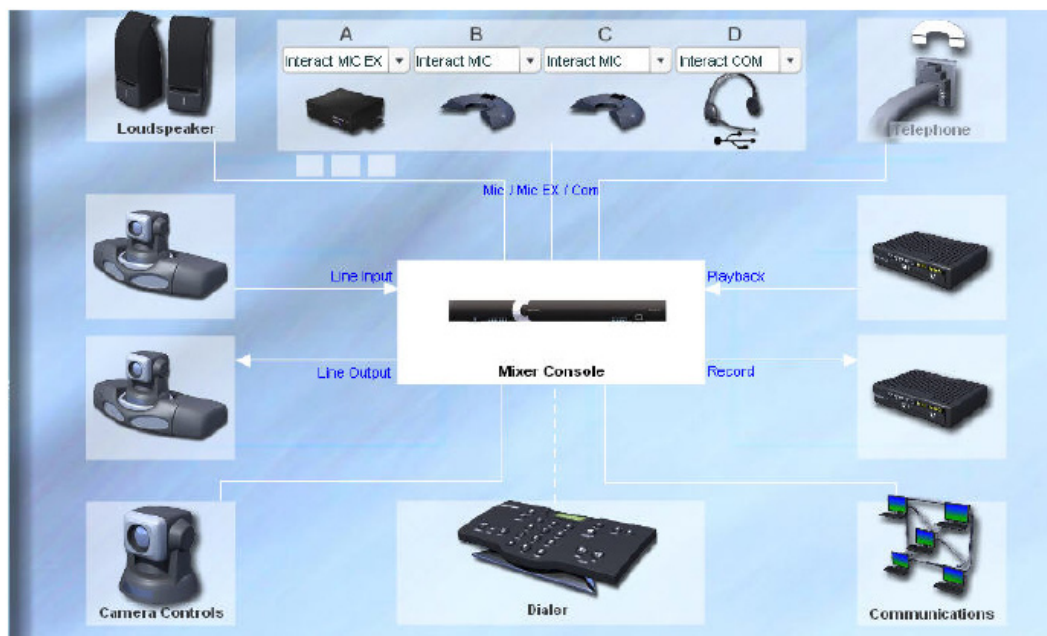 A
B
C
D
Interact MIC EX
Interact MIC
Interact MIC
Interact COM
Loudspeaker
Telephone
Mic / Mic EX / Com
Line Input
Playback
Line Output
Mixer Console
Record
Camera Controls
Dialer
Communications